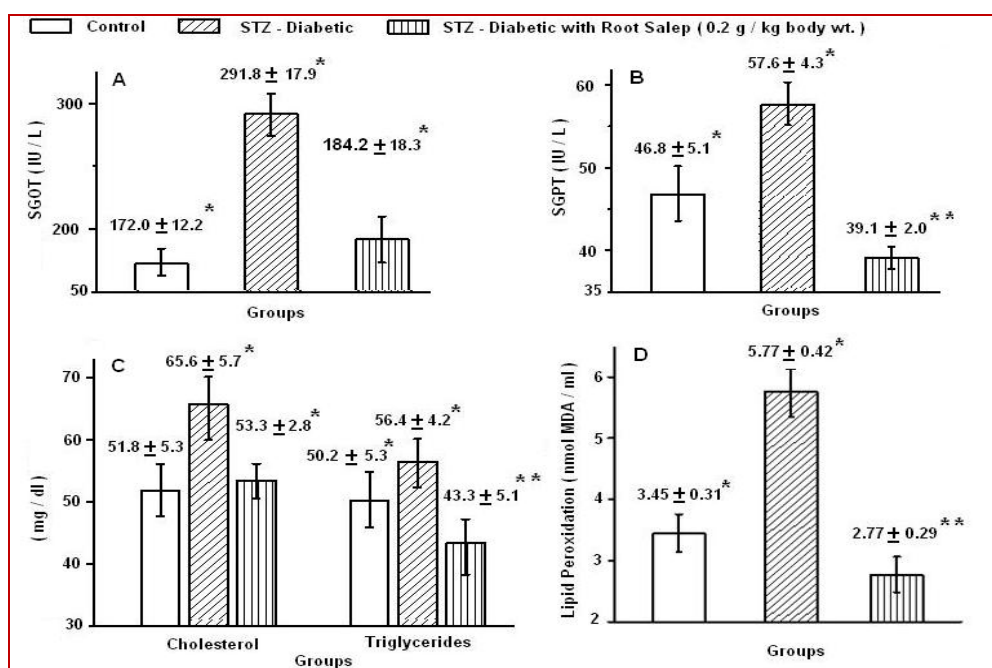 Control STZ - Diabetic STZ - Diabetic with Root Salep ( 0.2 g / kg body wt. )
A
SGOT ( IU / L )
300
200
50
172.0 ± 12.2 *
291.8 ± 17.9 *
184.2 ± 18.3 *
Groups
B
SGPT ( IU / L )
60
50
40
35
46.8 ± 5.1 *
57.6 ± 4.3 *
39.1 ± 2.0 * *
Groups
C
( mg / dl )
70
60
50
40
30
51.8 ± 5.3
65.6 ± 5.7 *
53.3 ± 2.8 *
50.2 ± 5.3 *
56.4 ± 4.2 *
43.3 ± 5.1 * *
Cholesterol Triglycerides
Groups
D
Lipid Peroxidation ( nmol MDA / ml )
6
5
4
3
2
3.45 ± 0.31 *
5.77 ± 0.42 *
2.77 ± 0.29 * *
Groups